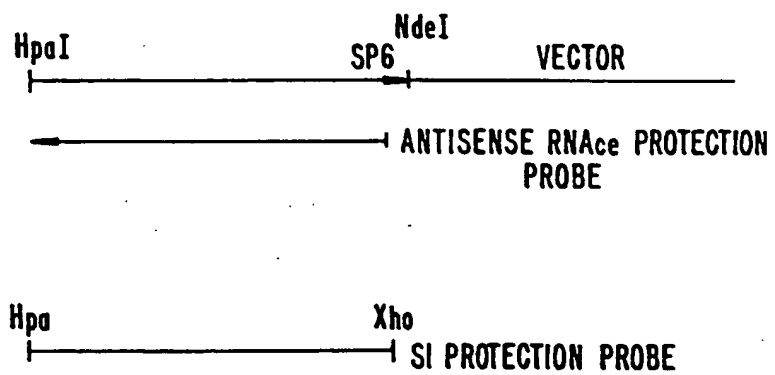 HpaI NdeI
SP6 VECTOR
ANTISENSE RNAce PROTECTION
PROBE
Hpa Xho
SI PROTECTION PROBE